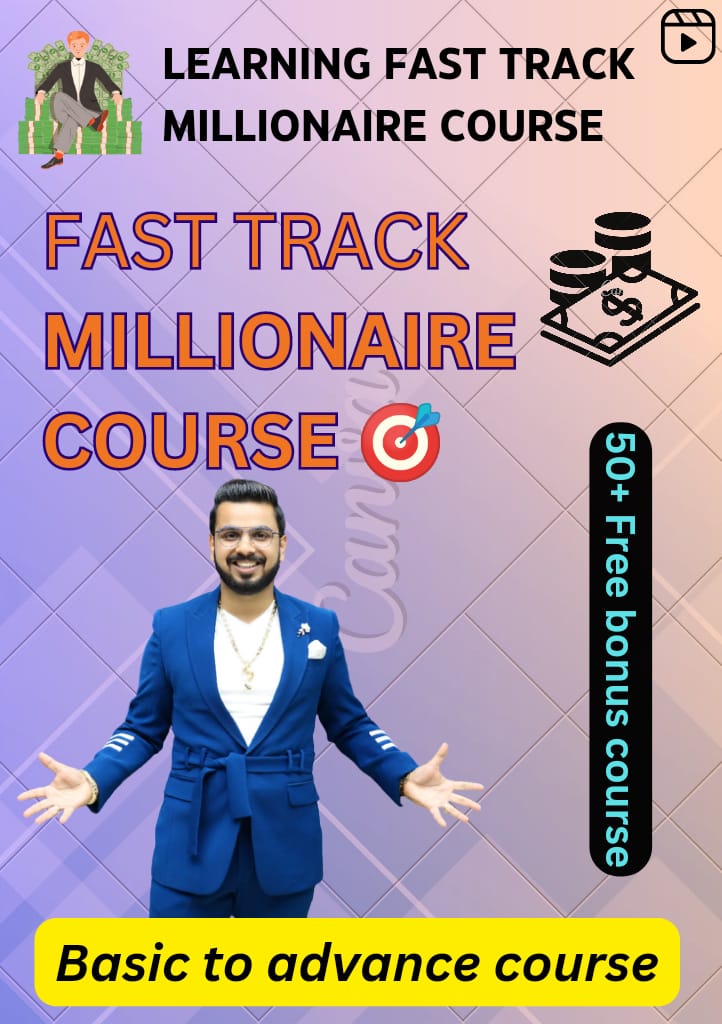 LEARNING FAST TRACK
MILLIONAIRE COURSE
FAST TRACK
MILLIONAIRE
COURSE
Canva
50+ Free bonus course
Basic to advance course